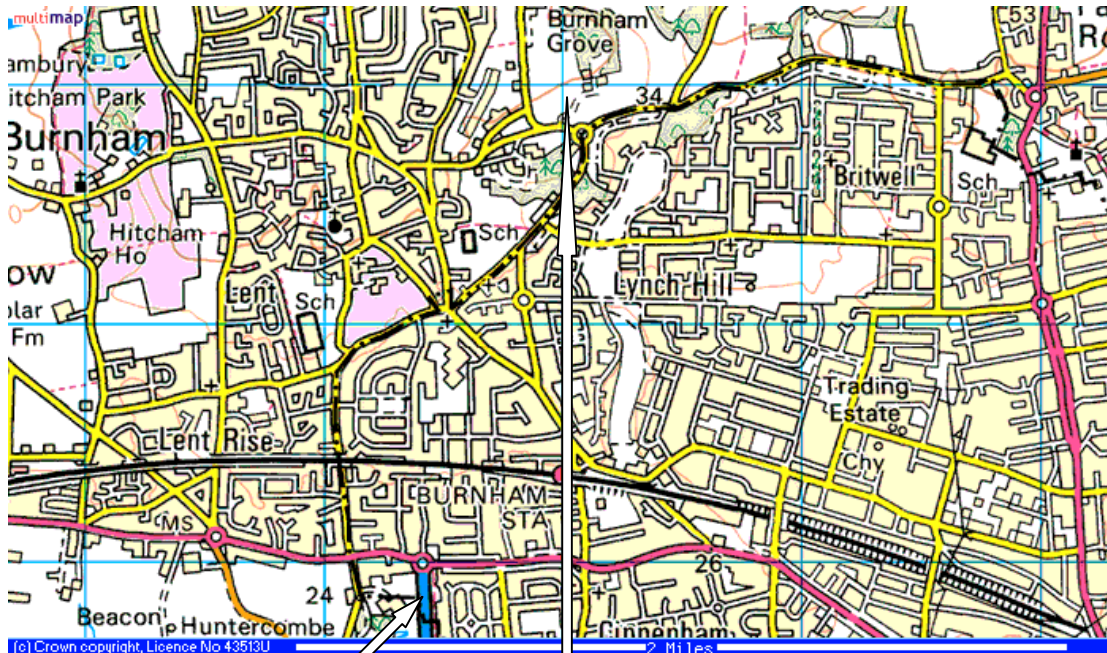 multimap
Burnham
Grove
53
ambury
itcham Park
34
Burnham
Britwell
Sch
Hitcham
Ho
Sch
ow
Lent
Sch
Lynch Hill
olar
Fm
Trading
Estate
Lent Rise
Chy
BURNHAM
STA
MS
26
24
Beacon
Huntercombe
Cippenham
(c) Crown copyright, Licence No 43513U
2 Miles